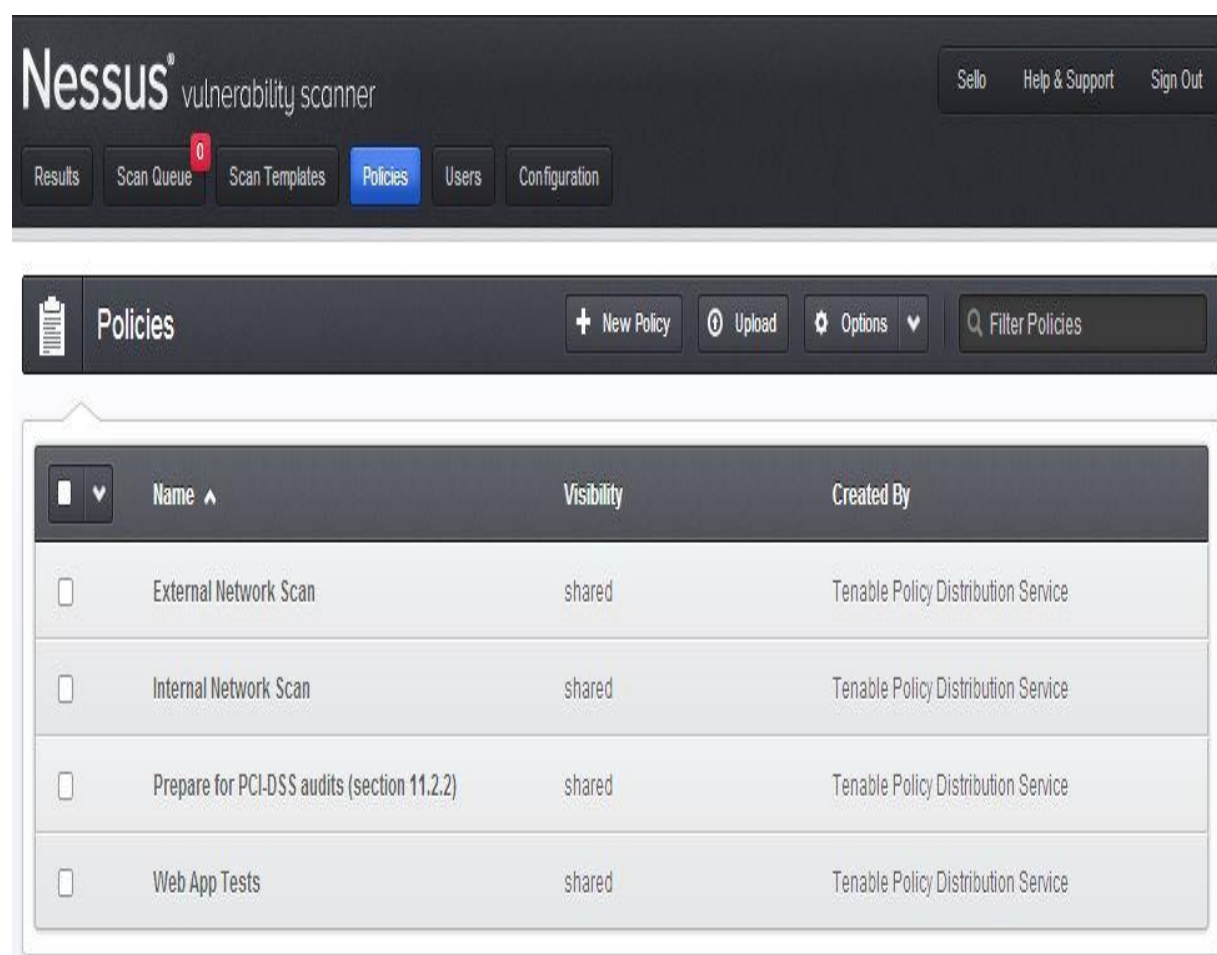 Nessus® vulnerability scanner
Sello Help & Support Sign Out
Results Scan Queue 0 Scan Templates Policies Users Configuration
Policies + New Policy Upload Options Filter Policies
Name Visibility Created By
External Network Scan shared Tenable Policy Distribution Service
Internal Network Scan shared Tenable Policy Distribution Service
Prepare for PCI-DSS audits (section 11.2.2) shared Tenable Policy Distribution Service
Web App Tests shared Tenable Policy Distribution Service